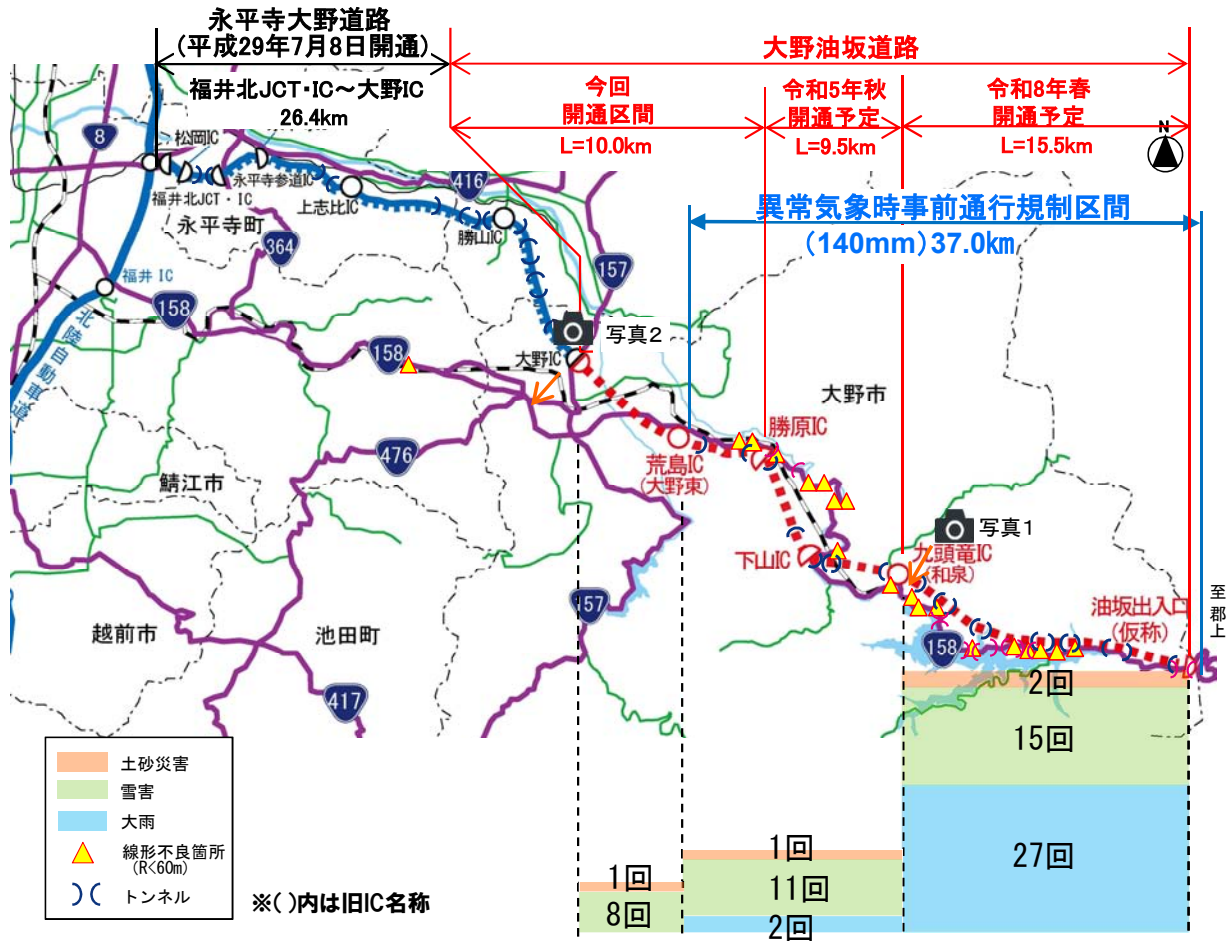 永平寺大野道路
(平成29年7月8日開通)
福井北JCT・IC～大野IC
26.4km
大野油坂道路
今回
開通区間
L=10.0km
令和5年秋
開通予定
L=9.5km
令和8年春
開通予定
L=15.5km
N
異常気象時事前通行規制区間
(140mm)37.0km
8
松岡IC
福井北JCT・IC
永平寺参道IC
永平寺町
上志比IC
416
勝山IC
364
157
福井 IC
158
北陸自動車道
写真2
158
大野IC
大野市
勝原IC
476
荒島IC
(大野東)
鯖江市
写真1
九頭竜IC
(和泉)
下山IC
157
油坂出入口
(仮称)
至郡上
越前市
池田町
158
417
2回
15回
27回
1回
11回
2回
1回
8回
土砂災害
雪害
大雨
線形不良箇所
(R<60m)
トンネル
※( )内は旧IC名称